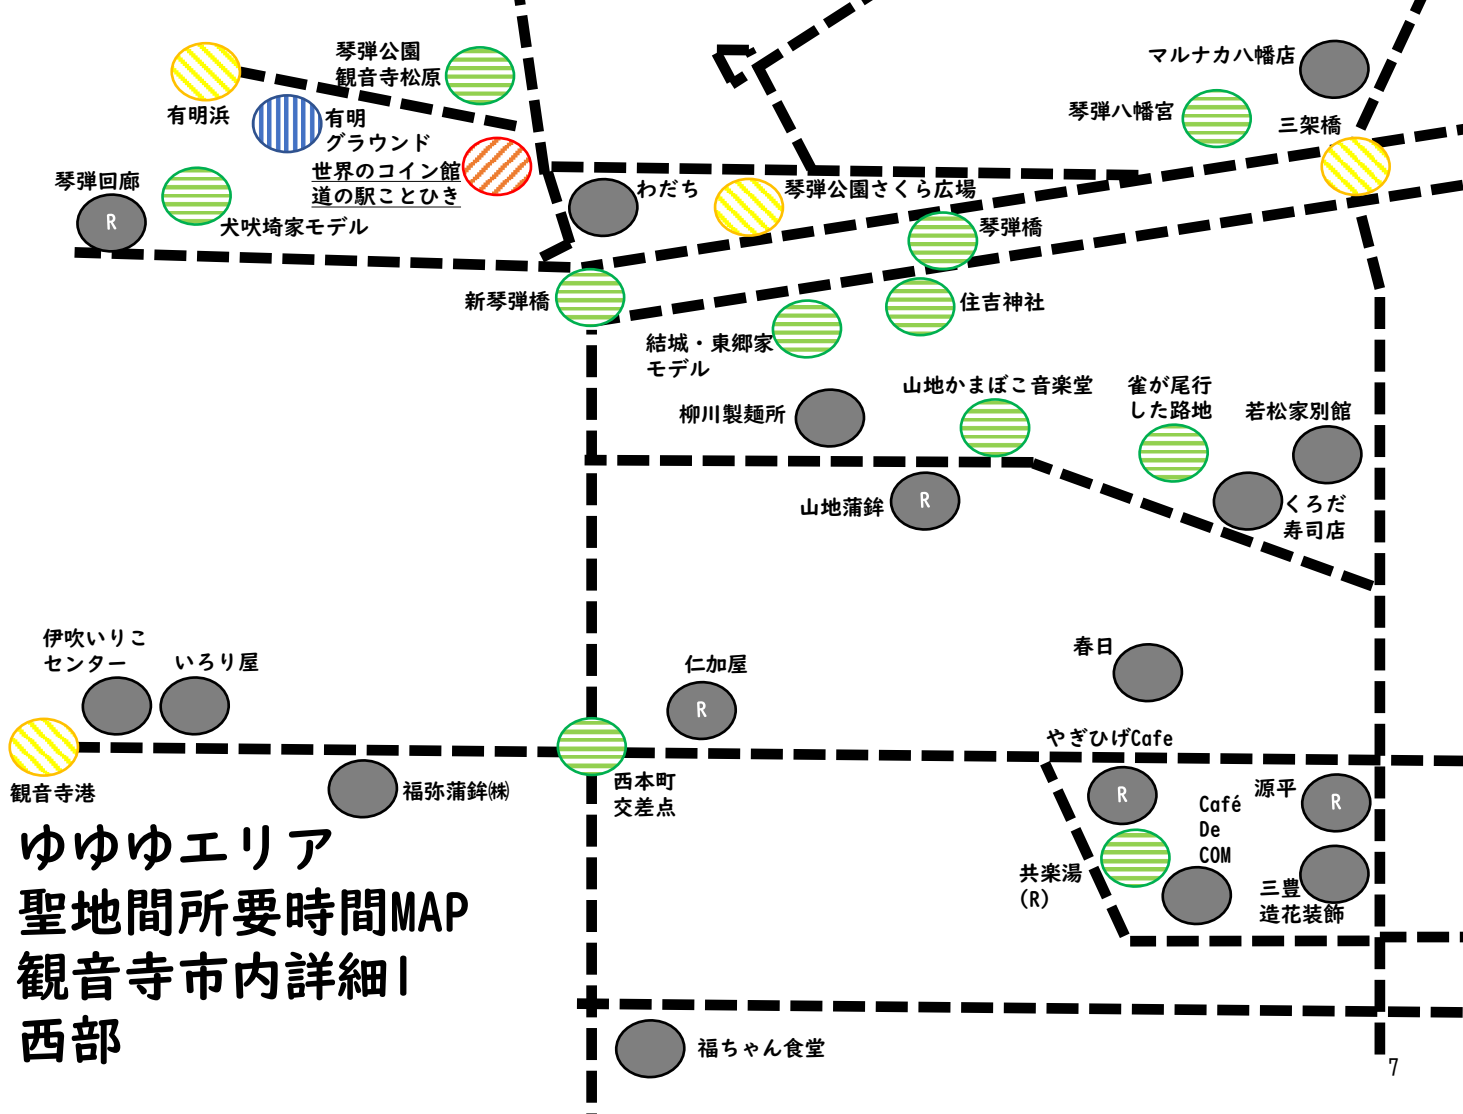 琴弾公園
観音寺松原
マルナカ八幡店
有明浜
有明
グラウンド
琴弾八幡宮
三架橋
世界のコイン館
道の駅ことひき
琴弾回廊
R
犬吠埼家モデル
わだち
琴弾公園さくら広場
琴弾橋
新琴弾橋
住吉神社
結城・東郷家
モデル
山地かまぼこ音楽堂
雀が尾行
した路地
若松家別館
柳川製麺所
山地蒲鉾
R
くろだ
寿司店
伊吹いりこ
センター
いろり屋
仁加屋
R
春日
やぎひげCafe
R
観音寺港
福弥蒲鉾㈱
西本町
交差点
Café
De
COM
源平
R
共楽湯
(R)
三豊
造花装飾
ゆゆゆエリア
聖地間所要時間MAP
観音寺市内詳細1
西部
福ちゃん食堂
7